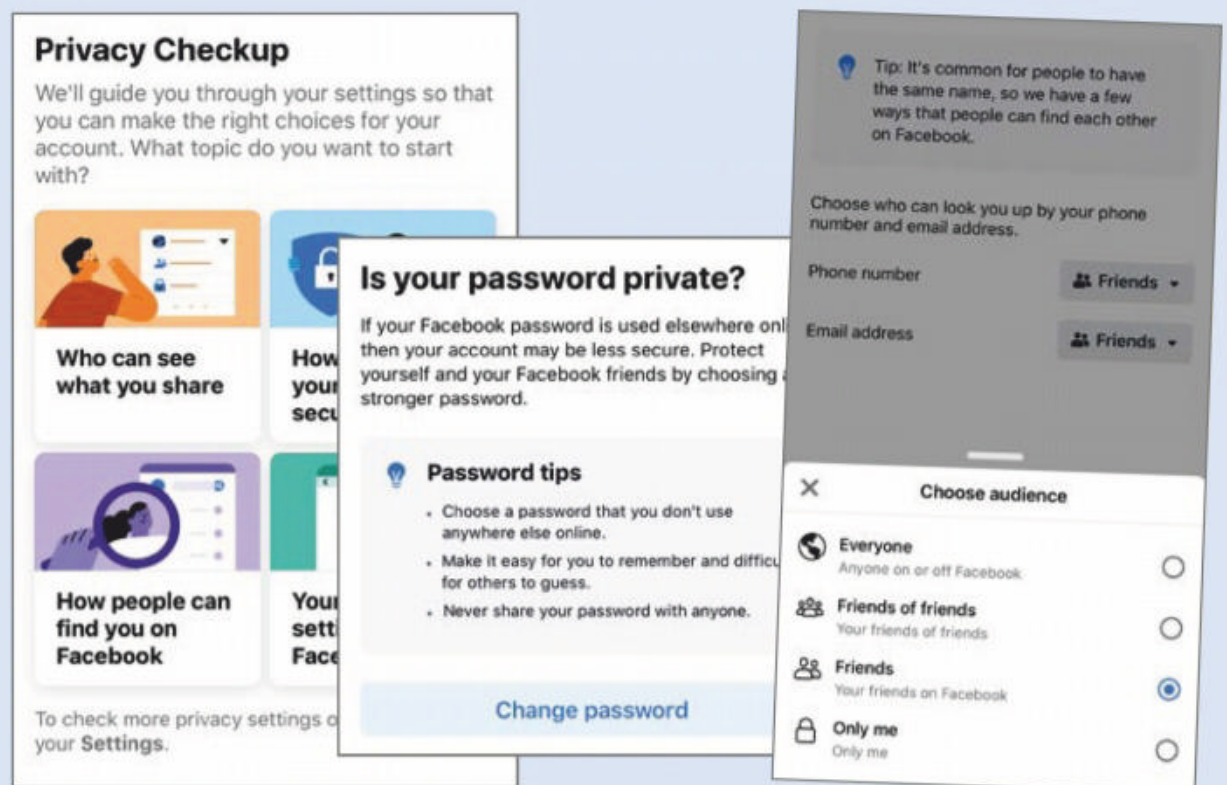 Privacy Checkup
We'll guide you through your settings so that
you can make the right choices for your
account. What topic do you want to start
with?
Who can see
what you share
How
your
secu
How people can
find you on
Facebook
Your
setti
Face
To check more privacy settings o
your Settings.
Is your password private?
If your Facebook password is used elsewhere onli
then your account may be less secure. Protect
yourself and your Facebook friends by choosing a
stronger password.
Password tips
• Choose a password that you don't use
anywhere else online.
• Make it easy for you to remember and difficu
for others to guess.
• Never share your password with anyone.
Change password
Tip: It's common for people to have
the same name, so we have a few
ways that people can find each other
on Facebook.
Choose who can look you up by your phone
number and email address.
Phone number
Friends
Email address
Friends
Choose audience
Everyone
Anyone on or off Facebook
Friends of friends
Your friends of friends
Friends
Your friends on Facebook
Only me
Only me